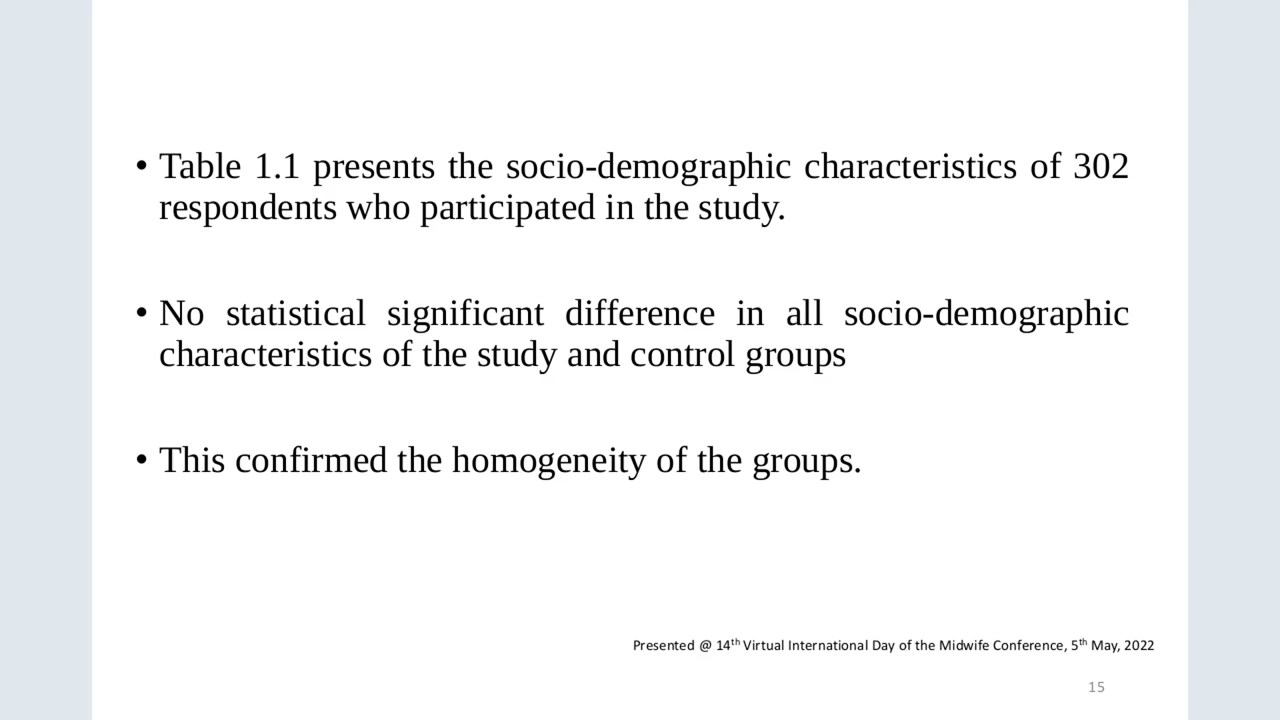 • Table 1.1 presents the socio-demographic characteristics of 302
respondents who participated in the study.
• No statistical significant difference in all socio-demographic
characteristics of the study and control groups
• This confirmed the homogeneity of the groups.
Presented @ 14th Virtual International Day of the Midwife Conference, 5th May, 2022
15